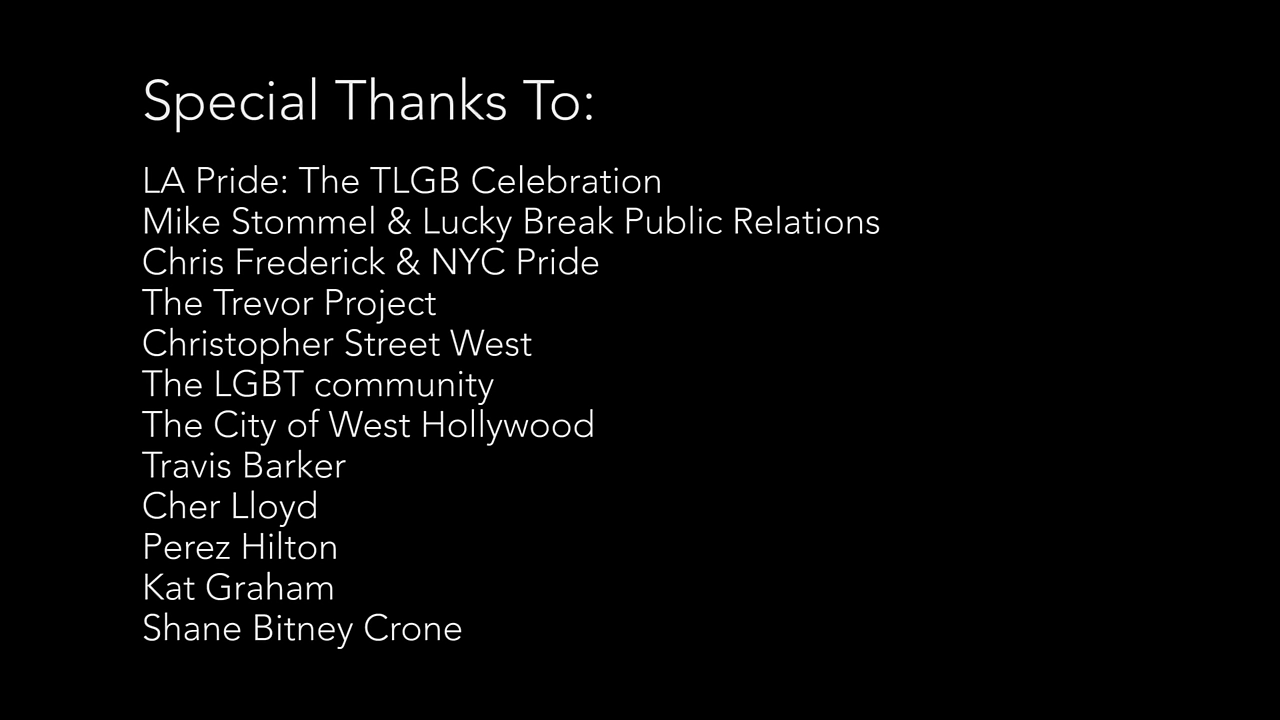 Special Thanks To:
LA Pride: The TLGB Celebration
Mike Stommel & Lucky Break Public Relations
Chris Frederick & NYC Pride
The Trevor Project
Christopher Street West
The LGBT community
The City of West Hollywood
Travis Barker
Cher Lloyd
Perez Hilton
Kat Graham
Shane Bitney Crone